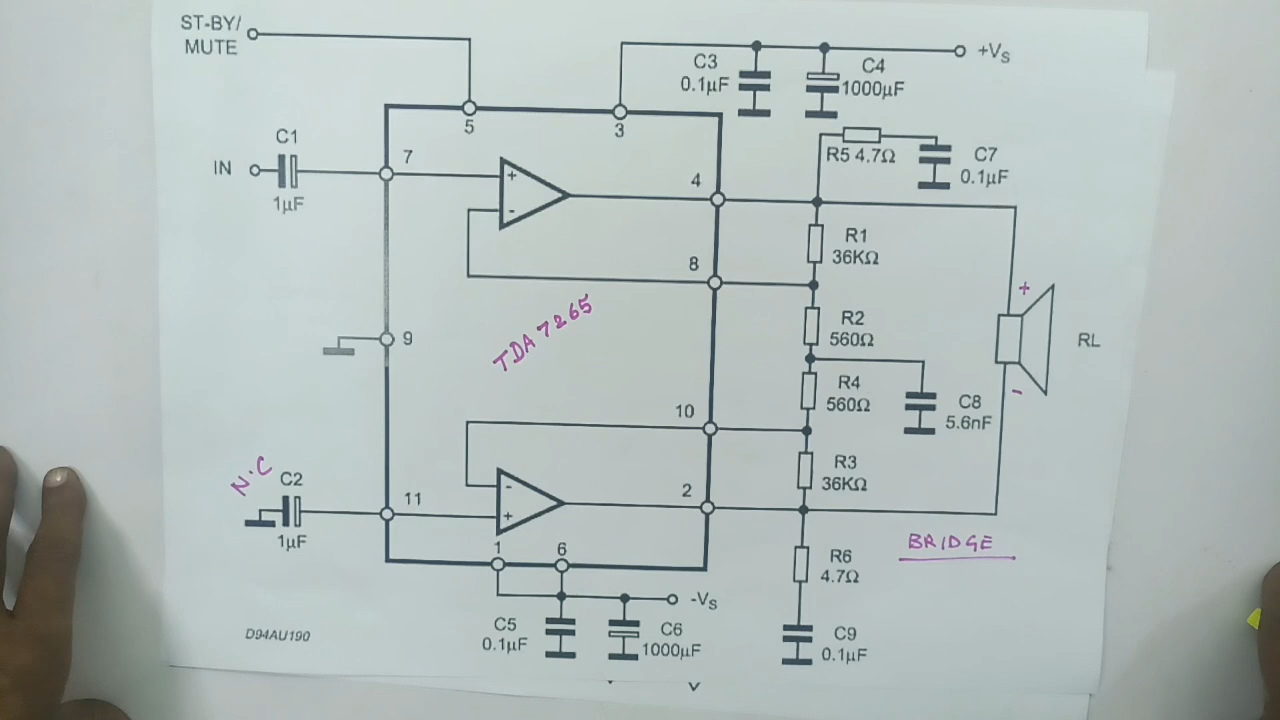 ST-BY/
MUTE
+VS
C3
0.1µF
C4
1000µF
5
3
C1
IN
1µF
7
4
R5 4.7Ω
C7
0.1µF
+
-
R1
36KΩ
8
TDA 7265
9
R2
560Ω
+
RL
-
R4
560Ω
C8
5.6nF
10
N.C
C2
1µF
11
-
+
2
R3
36KΩ
BRIDGE
1
6
R6
4.7Ω
-VS
C5
0.1µF
C6
1000µF
C9
0.1µF
D94AU190